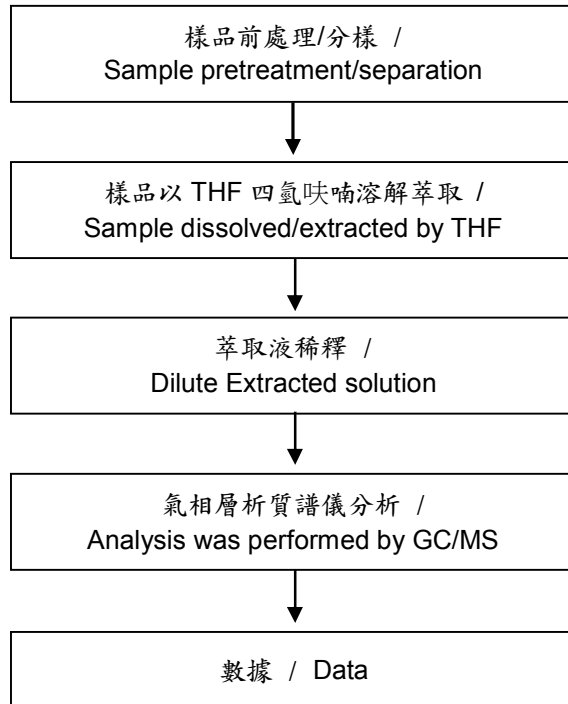 樣品前處理/分樣 /
Sample pretreatment/separation
樣品以 THF 四氫呋喃溶解萃取 /
Sample dissolved/extracted by THF
萃取液稀釋 /
Dilute Extracted solution
氣相層析質譜儀分析 /
Analysis was performed by GC/MS
數據 / Data